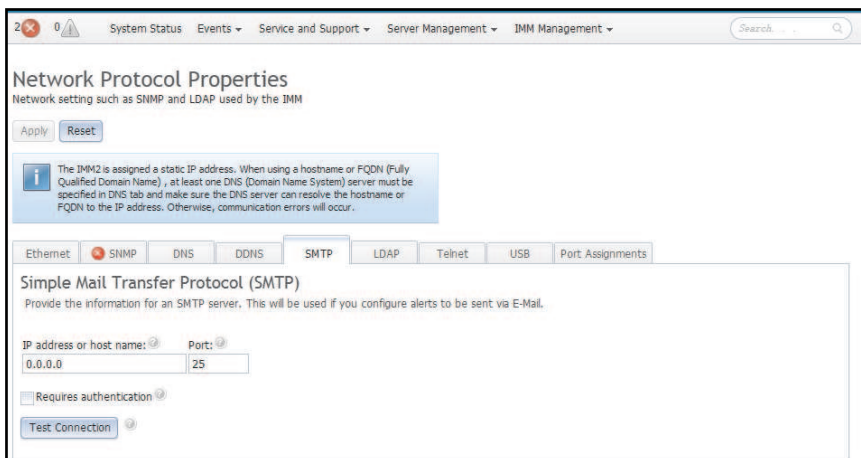 2 0 System Status Events Service and Support Server Management IMM Management Search. . .
Network Protocol Properties
Network setting such as SNMP and LDAP used by the IMM
Apply Reset
i
The IMM2 is assigned a static IP address. When using a hostname or FQDN (Fully
Qualified Domain Name) , at least one DNS (Domain Name System) server must be
specified in DNS tab and make sure the DNS server can resolve the hostname or
FQDN to the IP address. Otherwise, communication errors will occur.
Ethernet SNMP DNS DDNS SMTP LDAP Telnet USB Port Assignments
Simple Mail Transfer Protocol (SMTP)
Provide the information for an SMTP server. This will be used if you configure alerts to be sent via E-Mail.
IP address or host name: ? Port: ?
0.0.0.0 25
Requires authentication ?
Test Connection ?